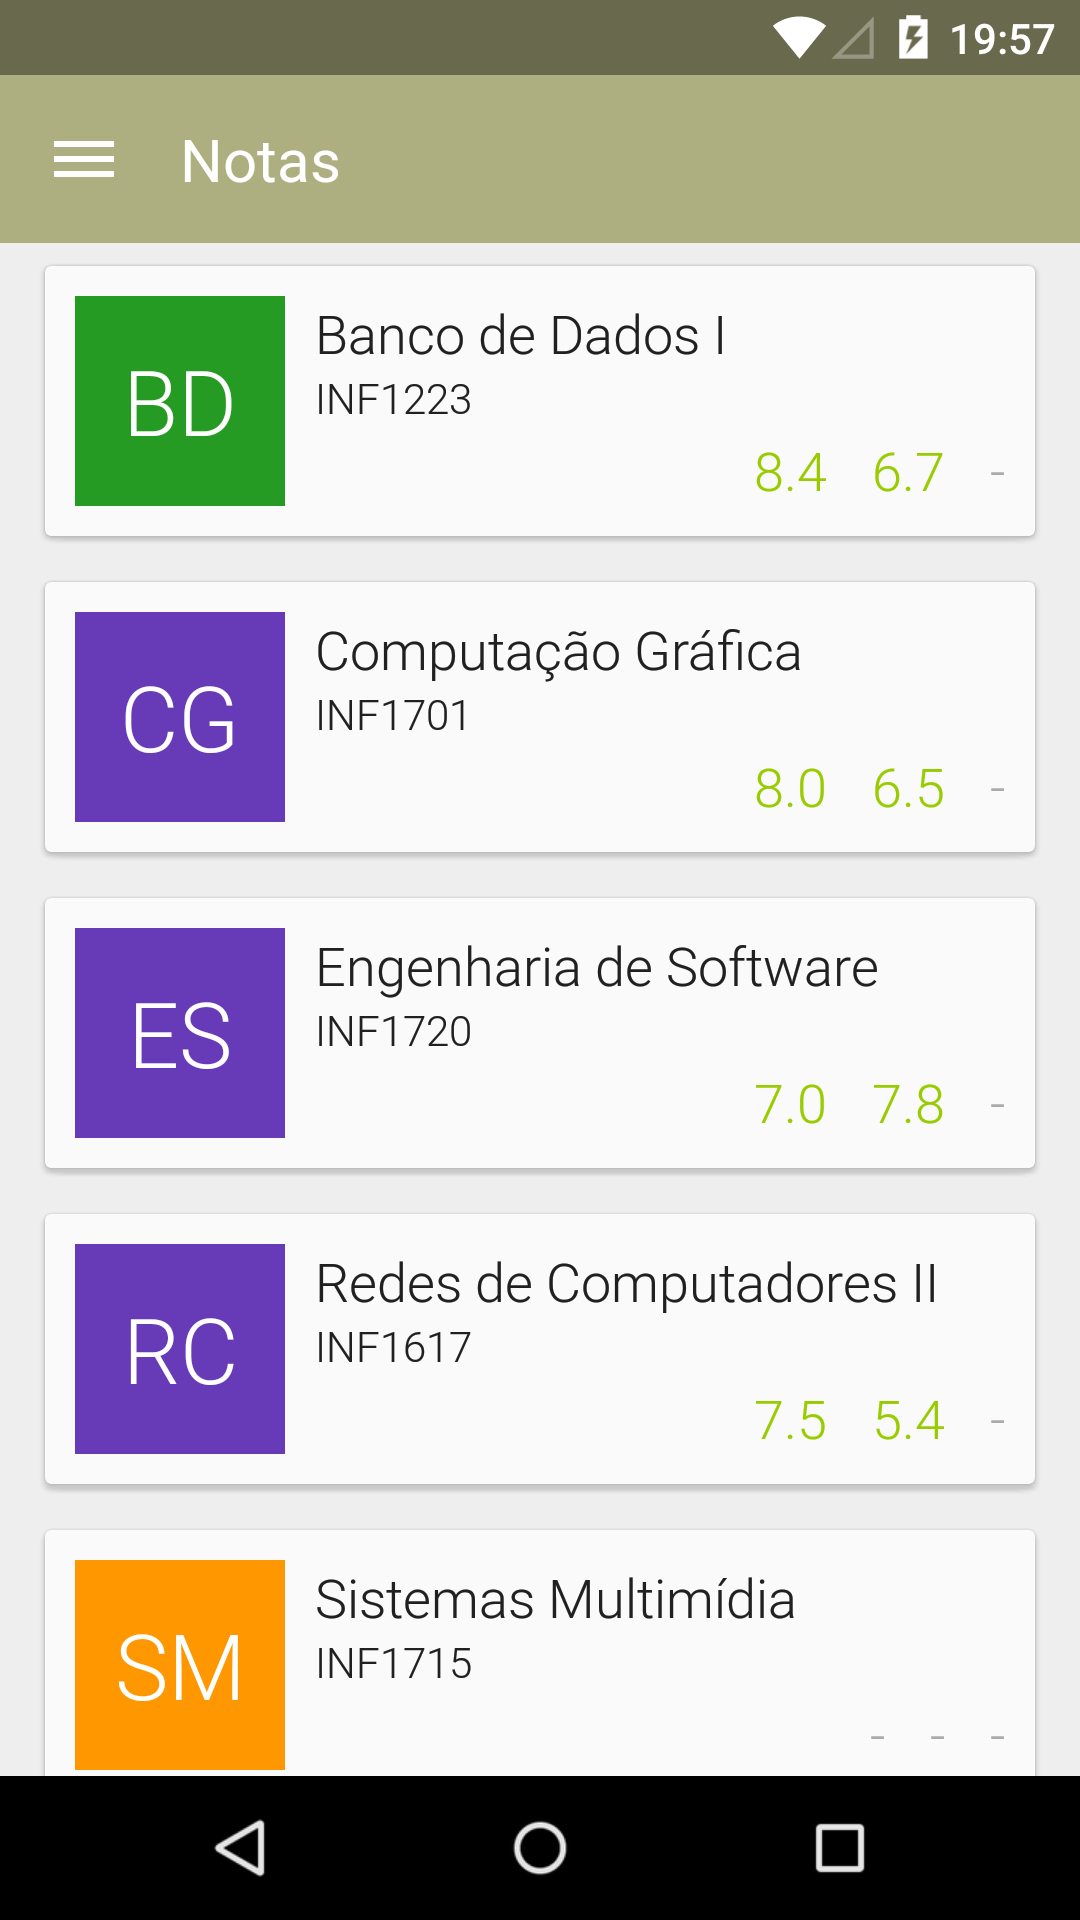 19:57
Notas
BD
Banco de Dados I
INF1223
8.4 6.7 -
CG
Computação Gráfica
INF1701
8.0 6.5 -
ES
Engenharia de Software
INF1720
7.0 7.8 -
RC
Redes de Computadores II
INF1617
7.5 5.4 -
SM
Sistemas Multimídia
INF1715
- - -